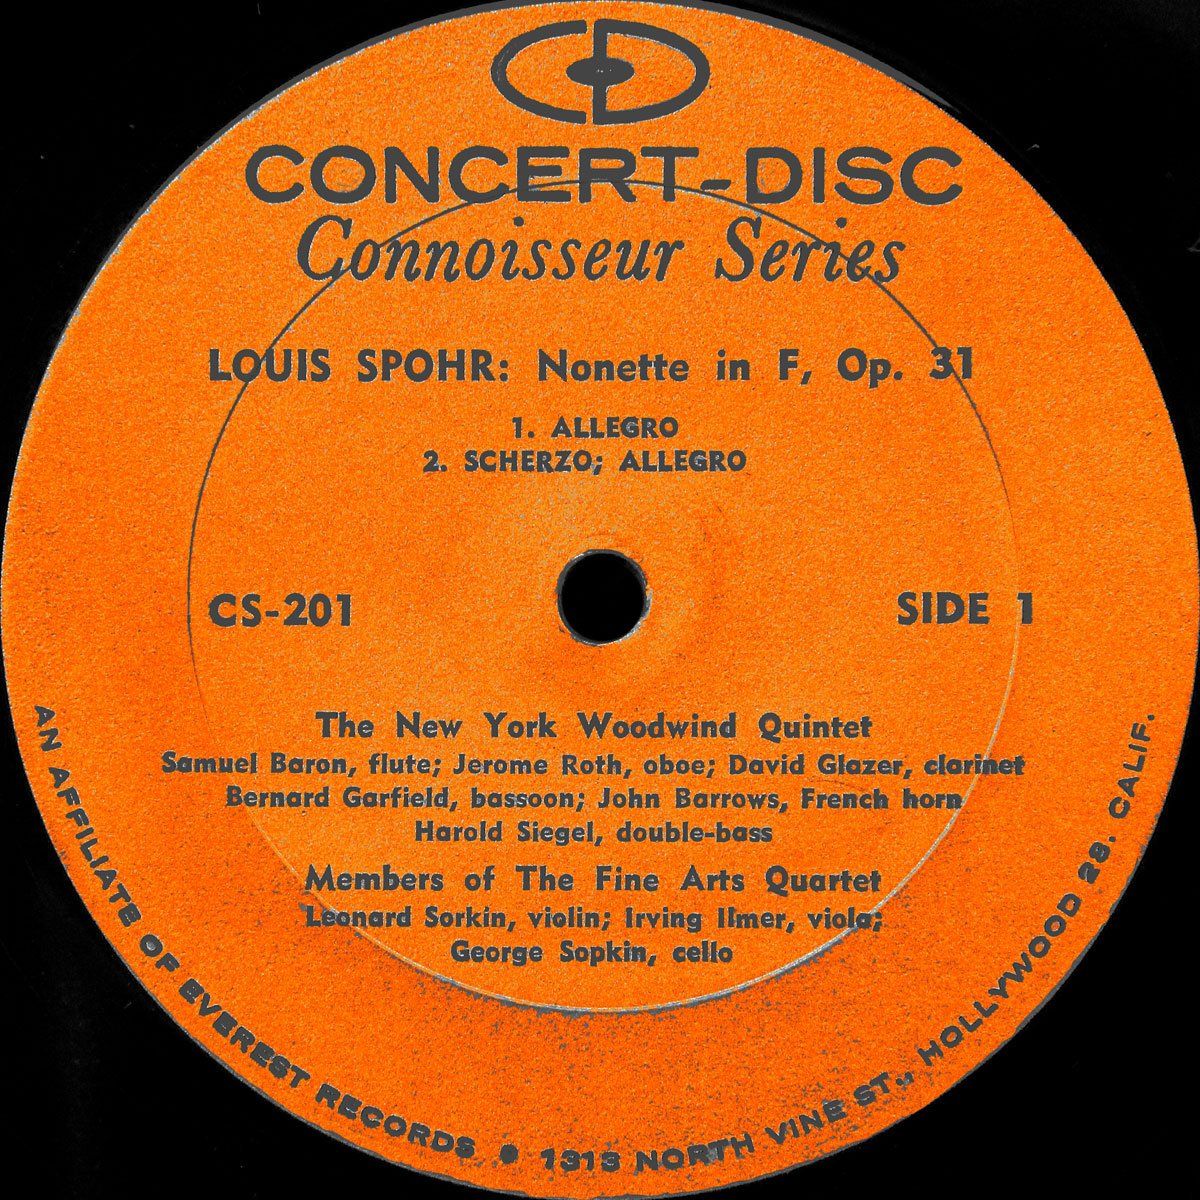 CD
CONCERT-DISC
Connoisseur Series
LOUIS SPOHR: Nonette in F, Op. 31
1. ALLEGRO
2. SCHERZO; ALLEGRO
CS-201
SIDE 1
The New York Woodwind Quintet
Samuel Baron, flute; Jerome Roth, oboe; David Glazer, clarinet
Bernard Garfield, bassoon; John Barrows, French horn
Harold Siegel, double-bass
Members of The Fine Arts Quartet
Leonard Sorkin, violin; Irving Ilmer, viola;
George Sopkin, cello
AN AFFILIATE OF EVEREST RECORDS • 1313 NORTH VINE ST., HOLLYWOOD 28, CALIF.